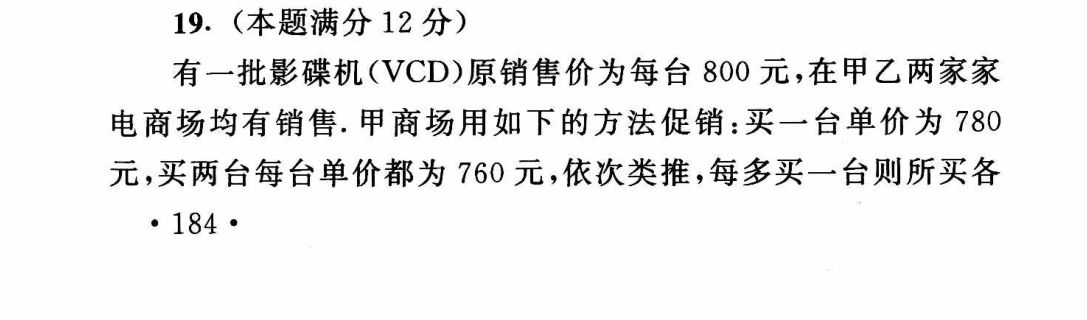 19. (本题满分 12 分)
有一批影碟机(VCD)原销售价为每台 800 元,在甲乙两家家
电商场均有销售. 甲商场用如下的方法促销:买一台单价为 780
元,买两台每台单价都为 760 元,依次类推,每多买一台则所买各
· 184 ·